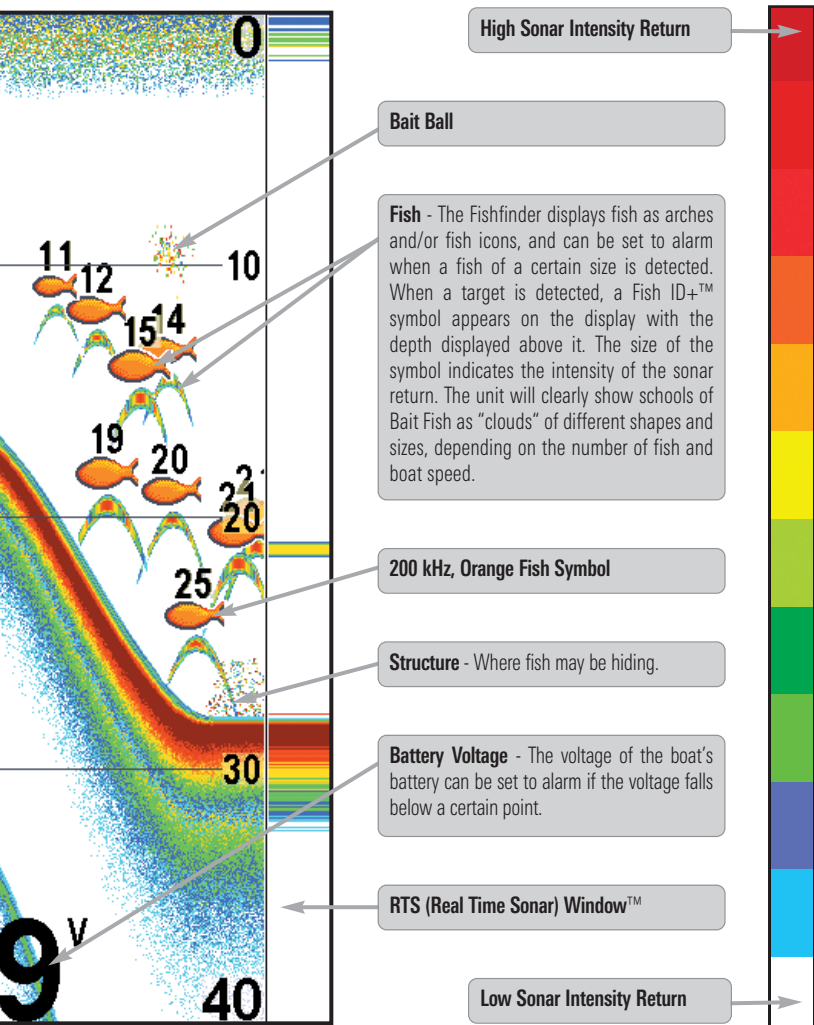 High Sonar Intensity Return
0
Bait Ball
Fish - The Fishfinder displays fish as arches
and/or fish icons, and can be set to alarm
when a fish of a certain size is detected.
When a target is detected, a Fish ID+™
symbol appears on the display with the
depth displayed above it. The size of the
symbol indicates the intensity of the sonar
return. The unit will clearly show schools of
Bait Fish as “clouds” of different shapes and
sizes, depending on the number of fish and
boat speed.
11
12
10
15
14
19
20
21
20
25
200 kHz, Orange Fish Symbol
Structure - Where fish may be hiding.
Battery Voltage - The voltage of the boat’s
battery can be set to alarm if the voltage falls
below a certain point.
30
RTS (Real Time Sonar) Window™
9 V
40
Low Sonar Intensity Return